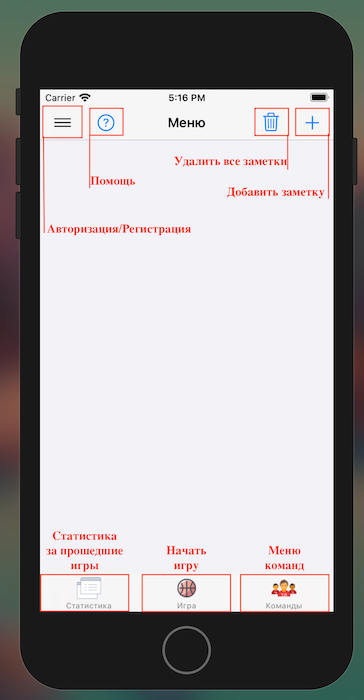 Carrier 5:16 PM
Меню
Удалить все заметки
Помощь
Добавить заметку
Авторизация/Регистрация
Статистика
за прошедшие
игры
Начать
игру
Меню
команд
Статистика
Игра
Команды